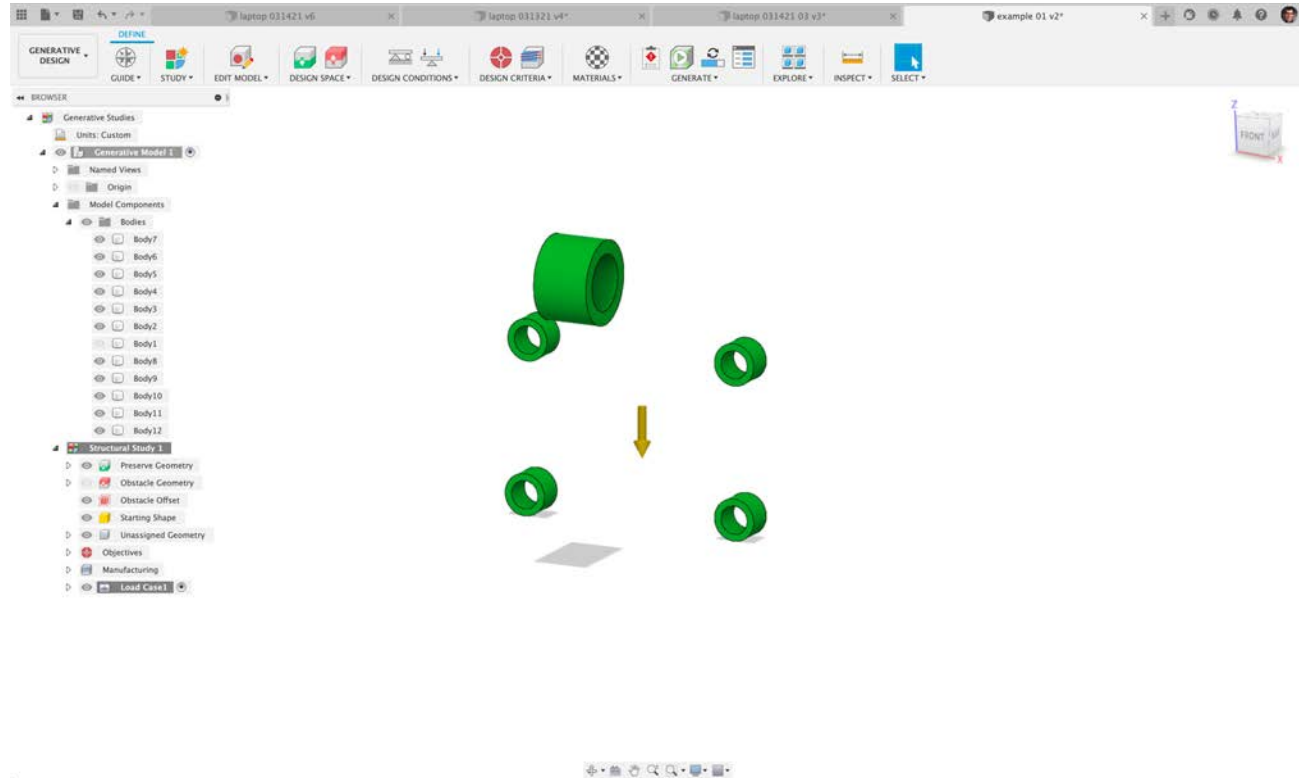 laptop 031421 v6
laptop 031321 v4*
laptop 031421 03 v3*
example 01 v2*
DEFINE
GENERATIVE DESIGN
GUIDE
STUDY
EDIT MODEL
DESIGN SPACE
DESIGN CONDITIONS
DESIGN CRITERIA
MATERIALS
GENERATE
EXPLORE
INSPECT
SELECT
BROWSER
Generative Studies
Units: Custom
Generative Model 1
Named Views
Origin
Model Components
Bodies
Body7
Body6
Body5
Body4
Body3
Body2
Body1
Body8
Body9
Body10
Body11
Body12
Structural Study 1
Preserve Geometry
Obstacle Geometry
Obstacle Offset
Starting Shape
Unassigned Geometry
Objectives
Manufacturing
Load Case1
Z
FRONT
X